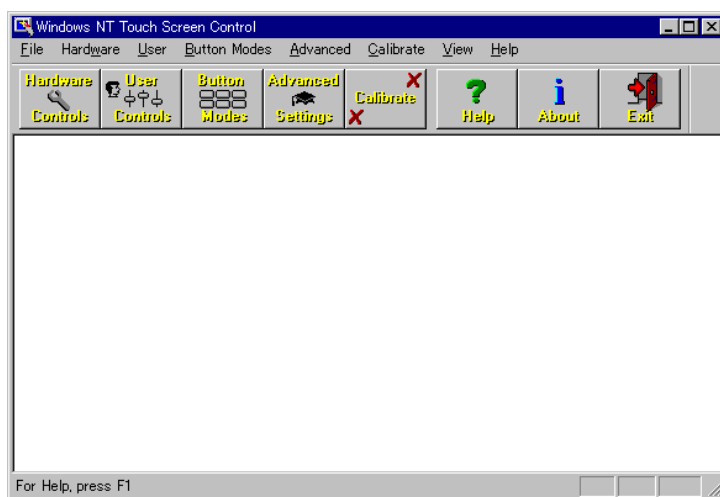 Windows NT Touch Screen Control
File Hardware User Button Modes Advanced Calibrate View Help
Hardware Controls
User Controls
Button Modes
Advanced Settings
Calibrate
Help
About
Exit
For Help, press F1